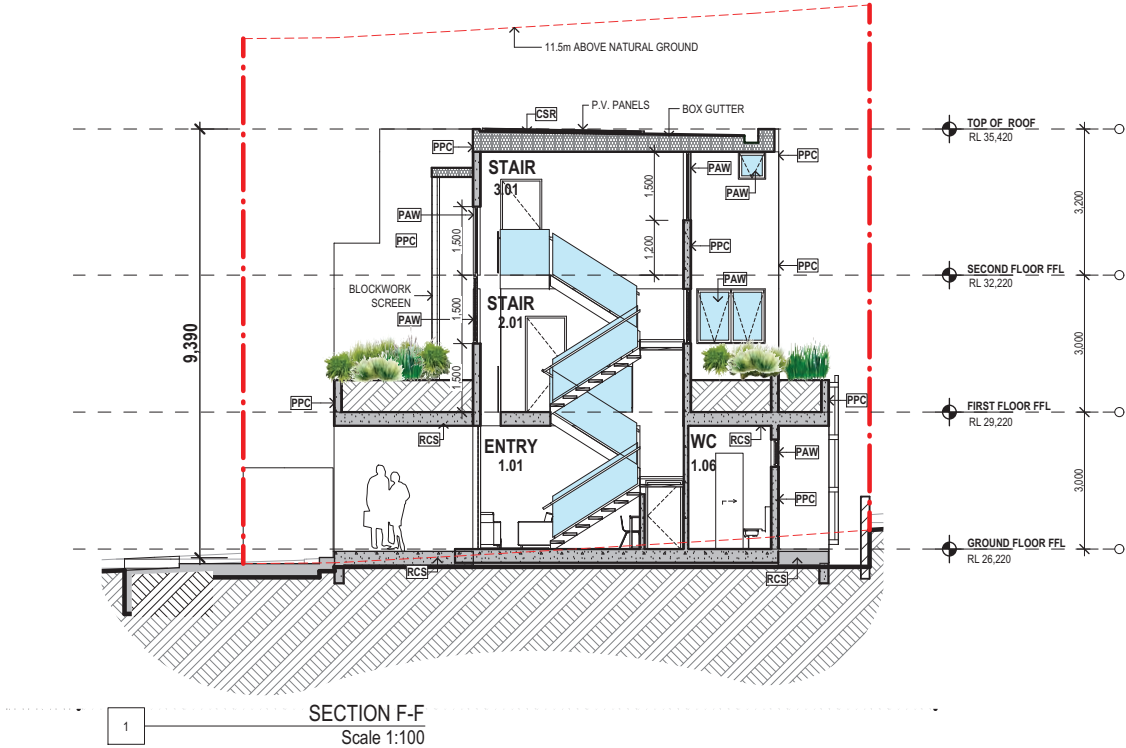 11.5m ABOVE NATURAL GROUND
P.V. PANELS
BOX GUTTER
CSR
TOP OF ROOF
RL 35,420
PPC
PPC
STAIR
3.01
PAW
PAW
1,500
3,200
PAW
1,500
PPC
1,200
PPC
PPC
SECOND FLOOR FFL
RL 32,220
PAW
BLOCKWORK
SCREEN
STAIR
2.01
PAW
1,500
9,390
3,000
1,500
PPC
PPC
FIRST FLOOR FFL
RL 29,220
RCS
RCS
ENTRY
1.01
WC
1.06
PAW
3,000
PPC
GROUND FLOOR FFL
RL 26,220
RCS
RCS
1
SECTION F-F
Scale 1:100